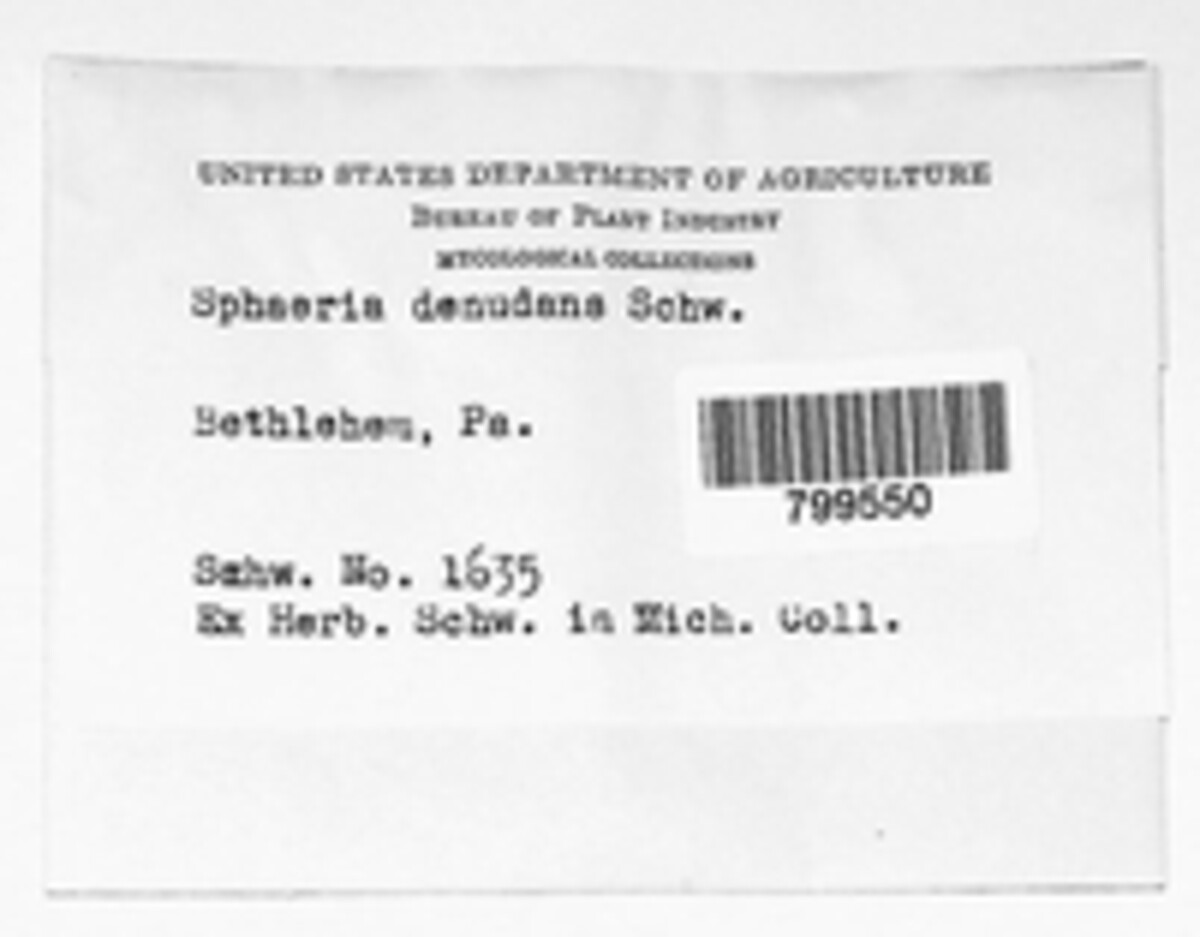 UNITED STATES DEPARTMENT OF AGRICULTURE
BUREAU OF PLANT INDUSTRY
MYCOLOGICAL COLLECTIONS
Sphaeria denudans Schw.
Bethlehem, Pa.
799550
Schw. No. 1635
Ex Herb. Schw. in Mich. Coll.